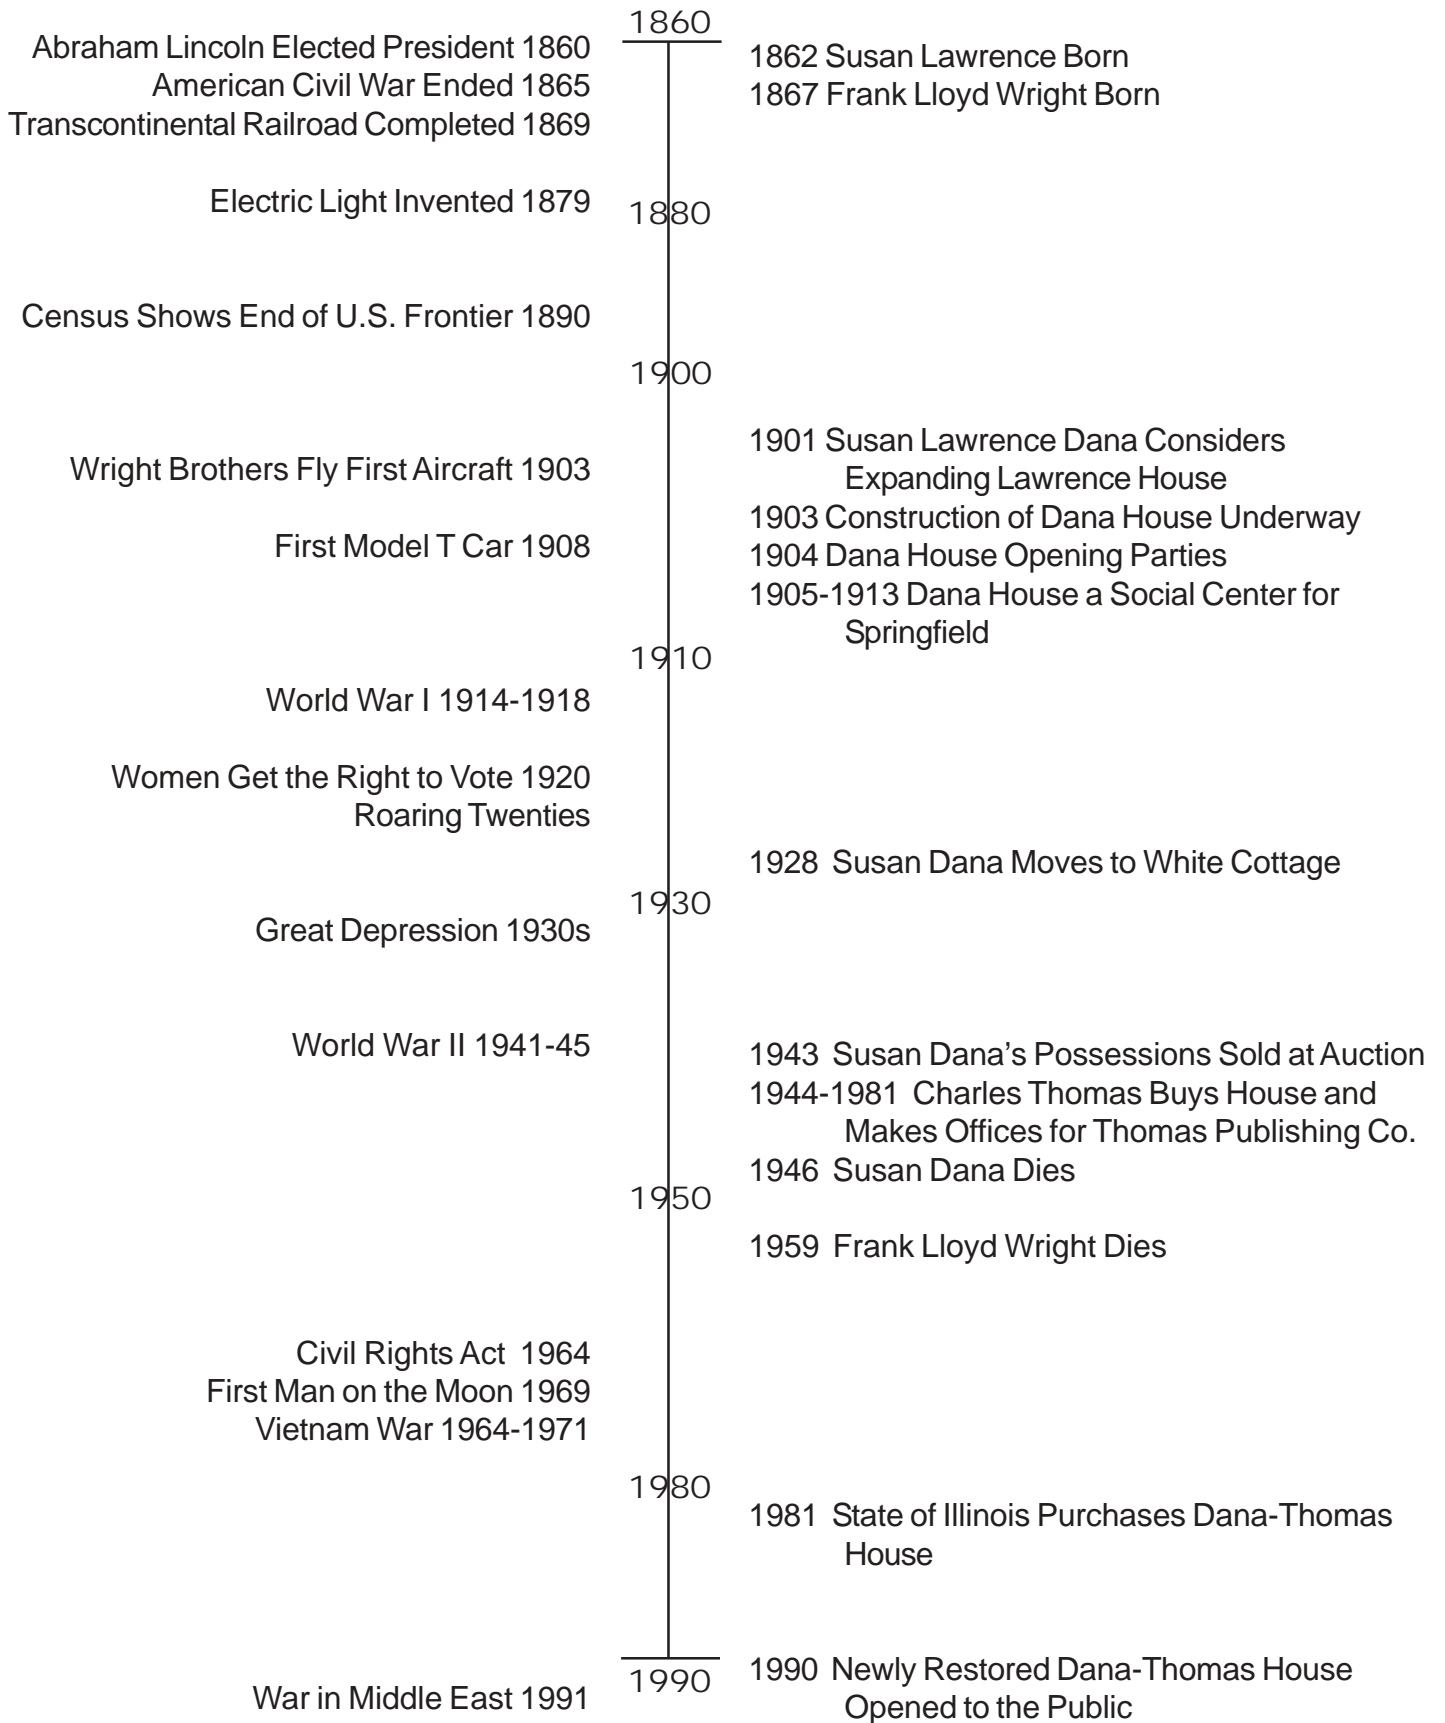 1860
Abraham Lincoln Elected President 1860
1862 Susan Lawrence Born
American Civil War Ended 1865
1867 Frank Lloyd Wright Born
Transcontinental Railroad Completed 1869
Electric Light Invented 1879
1880
Census Shows End of U.S. Frontier 1890
1900
1901 Susan Lawrence Dana Considers
Expanding Lawrence House
Wright Brothers Fly First Aircraft 1903
1903 Construction of Dana House Underway
First Model T Car 1908
1904 Dana House Opening Parties
1905-1913 Dana House a Social Center for
Springfield
1910
World War I 1914-1918
Women Get the Right to Vote 1920
Roaring Twenties
1928 Susan Dana Moves to White Cottage
1930
Great Depression 1930s
World War II 1941-45
1943 Susan Dana’s Possessions Sold at Auction
1944-1981 Charles Thomas Buys House and
Makes Offices for Thomas Publishing Co.
1946 Susan Dana Dies
1950
1959 Frank Lloyd Wright Dies
Civil Rights Act 1964
First Man on the Moon 1969
Vietnam War 1964-1971
1980
1981 State of Illinois Purchases Dana-Thomas
House
1990 Newly Restored Dana-Thomas House
Opened to the Public
1990
War in Middle East 1991